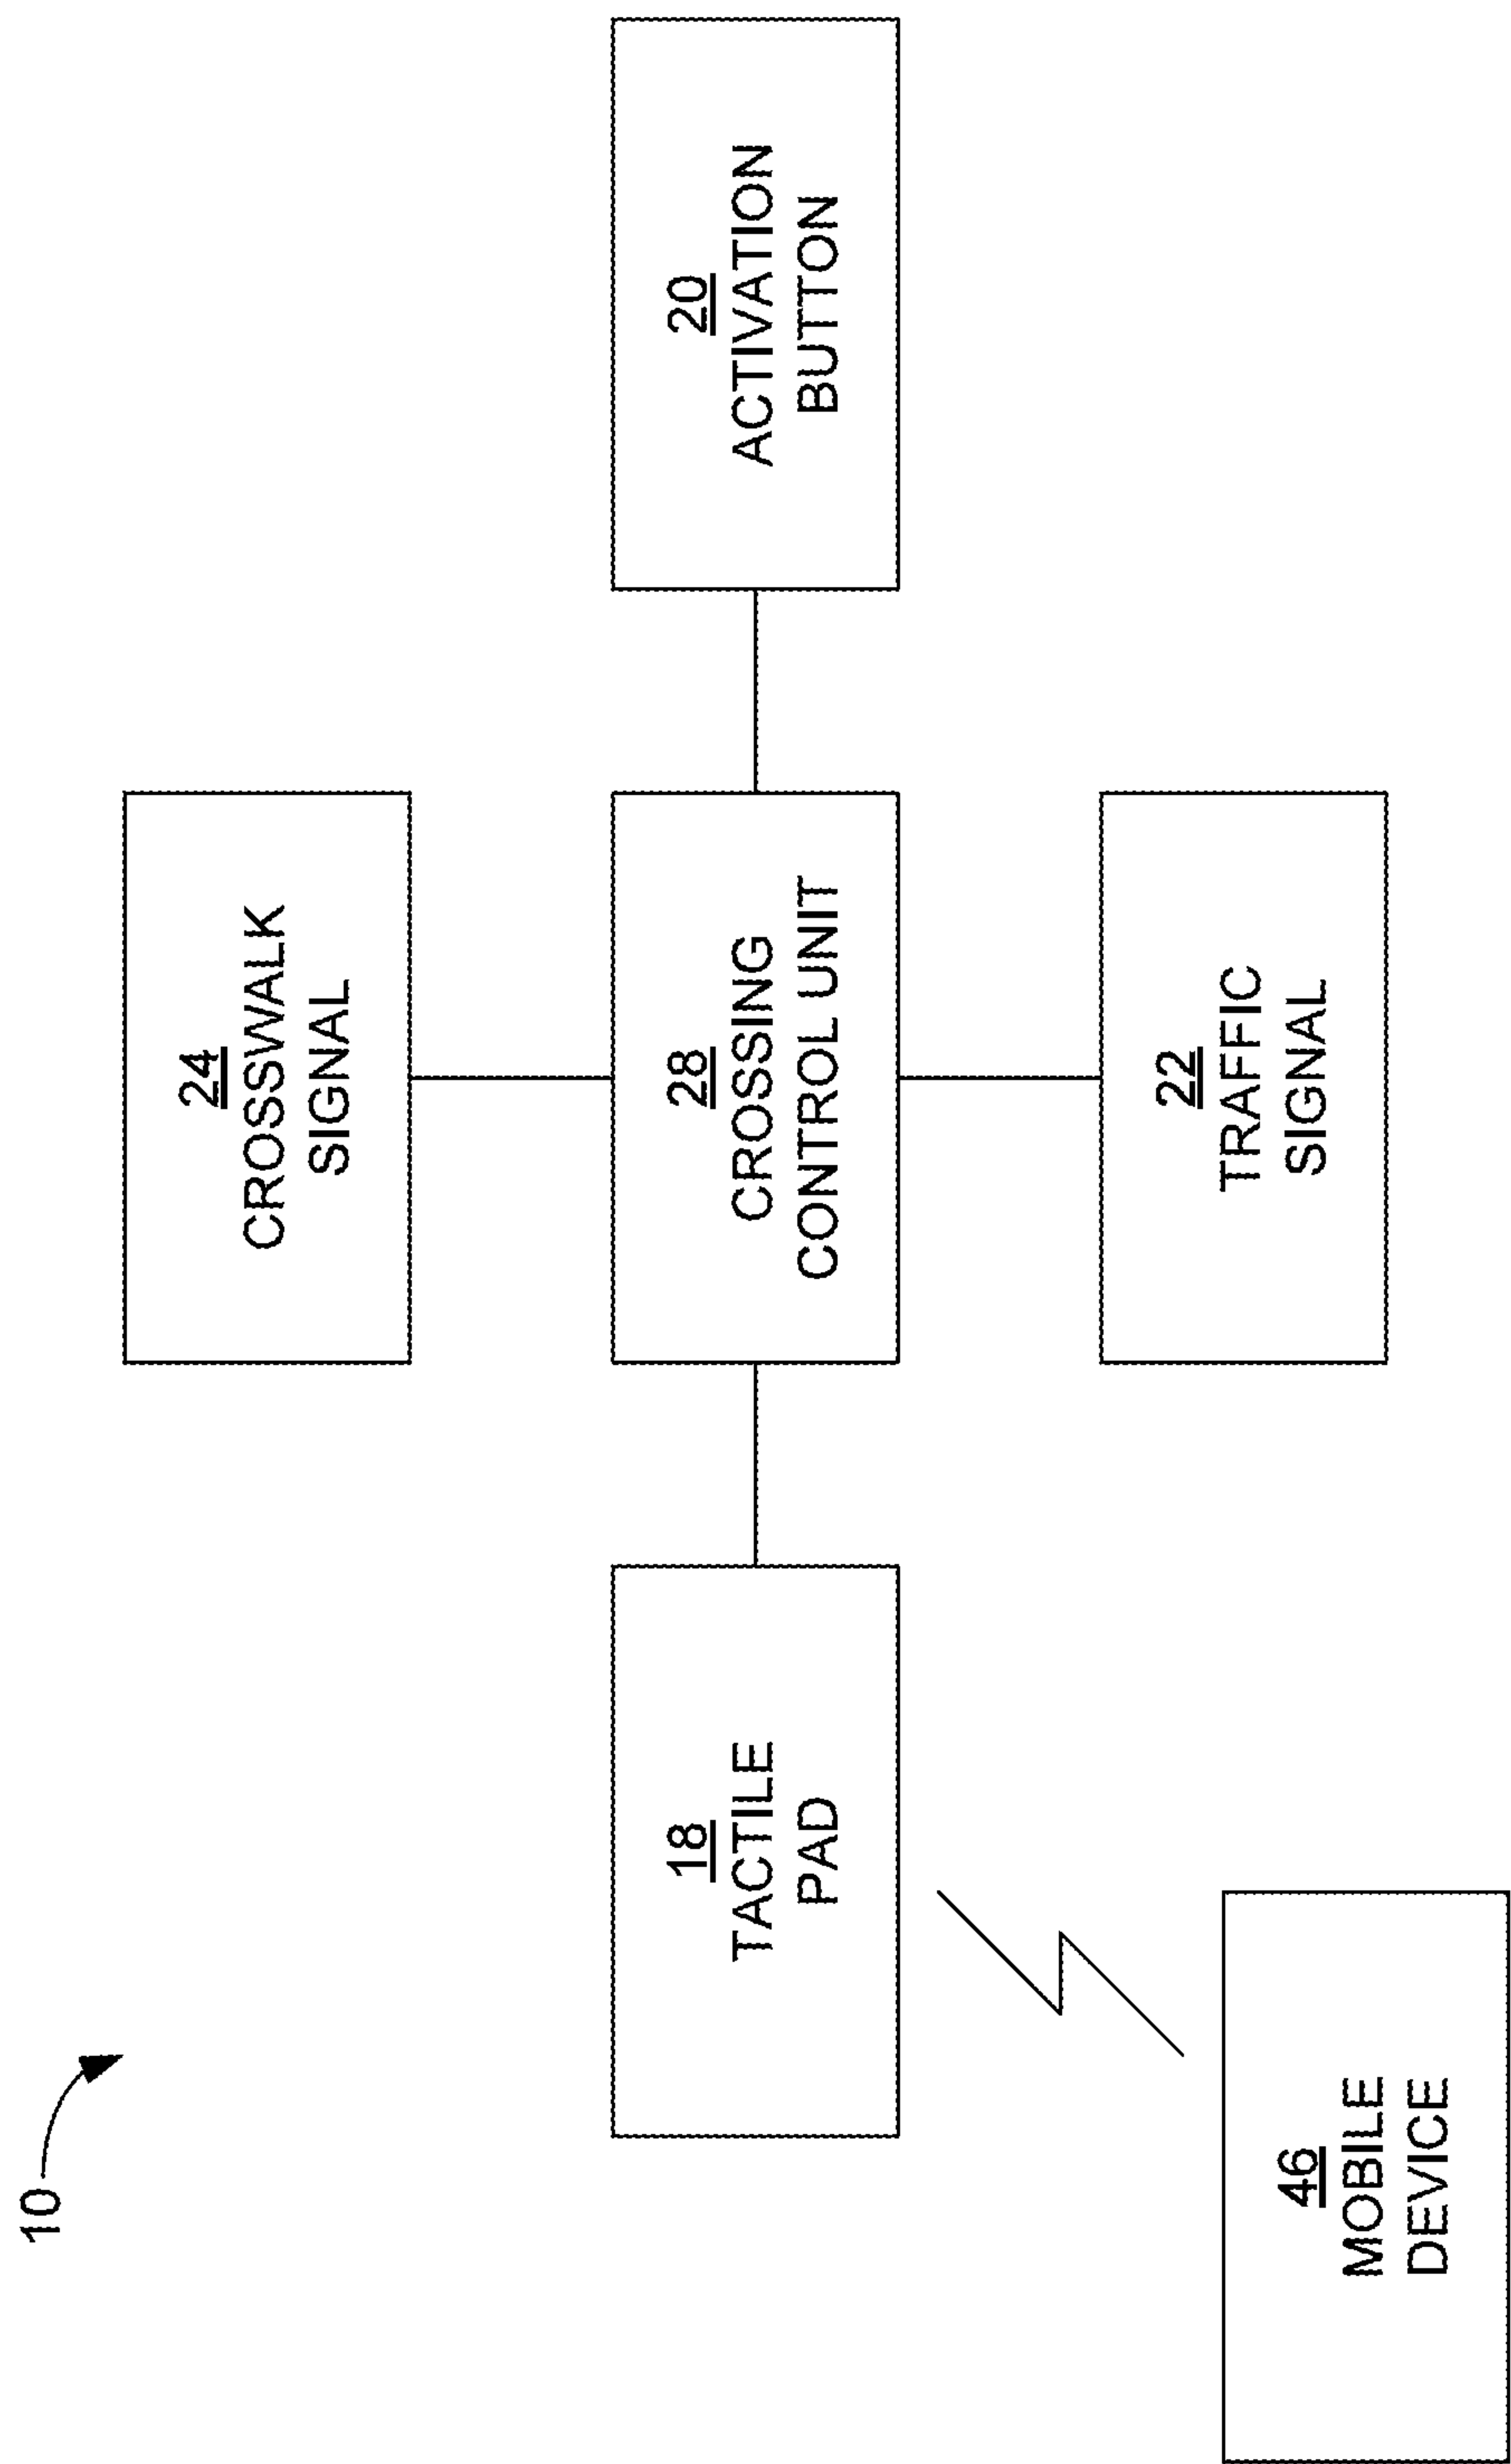 10
24
CROSSWALK
SIGNAL
18
TACTILE
PAD
28
CROSSING
CONTROL UNIT
20
ACTIVATION
BUTTON
46
MOBILE
DEVICE
22
TRAFFIC
SIGNAL